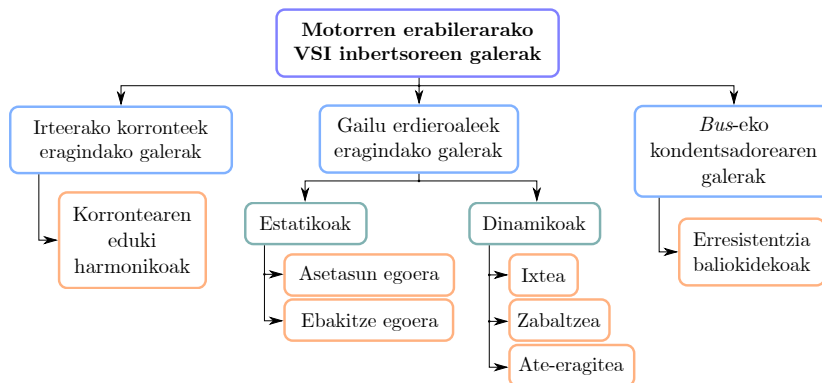 Motorren erabilerarako
VSI inbertsoreen galerak
Irteerako korronteek
eragindako galerak
Korrontearen
eduki
harmonikoak
Gailu erdieroaleek
eragindako galerak
Estatikoak
Asetasun egoera
Ebakitze egoera
Dinamikoak
Ixtea
Zabaltzea
Ate-eragitea
Bus-eko
kondentsadorearen
galerak
Erresistentzia
baliokidekoak